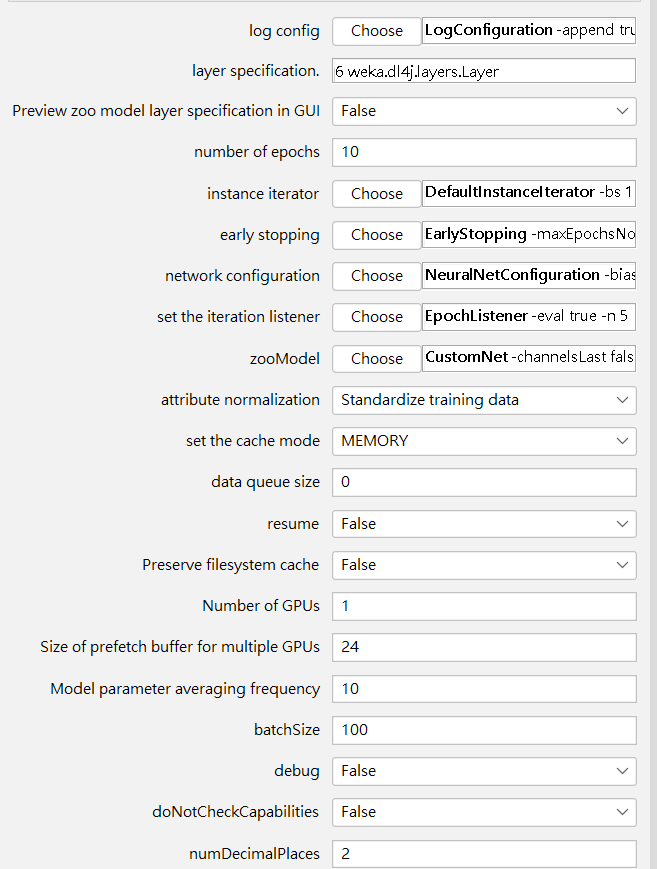 log config Choose LogConfiguration -append tru
layer specification. 6 weka.dl4j.layers.Layer
Preview zoo model layer specification in GUI False
number of epochs 10
instance iterator Choose DefaultInstanceIterator -bs 1
early stopping Choose EarlyStopping -maxEpochsNo
network configuration Choose NeuralNetConfiguration -bias
set the iteration listener Choose EpochListener -eval true -n 5
zooModel Choose CustomNet -channelsLast fals
attribute normalization Standardize training data
set the cache mode MEMORY
data queue size 0
resume False
Preserve filesystem cache False
Number of GPUs 1
Size of prefetch buffer for multiple GPUs 24
Model parameter averaging frequency 10
batchSize 100
debug False
doNotCheckCapabilities False
numDecimalPlaces 2